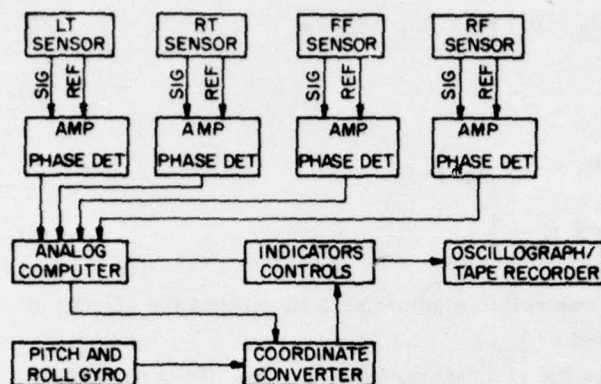 LT SENSOR
RT SENSOR
FF SENSOR
RF SENSOR
SIG REF
SIG REF
SIG REF
SIG REF
AMP PHASE DET
AMP PHASE DET
AMP PHASE DET
AMP PHASE DET
ANALOG COMPUTER
INDICATORS CONTROLS
OSCILLOGRAPH/ TAPE RECORDER
PITCH AND ROLL GYRO
COORDINATE CONVERTER